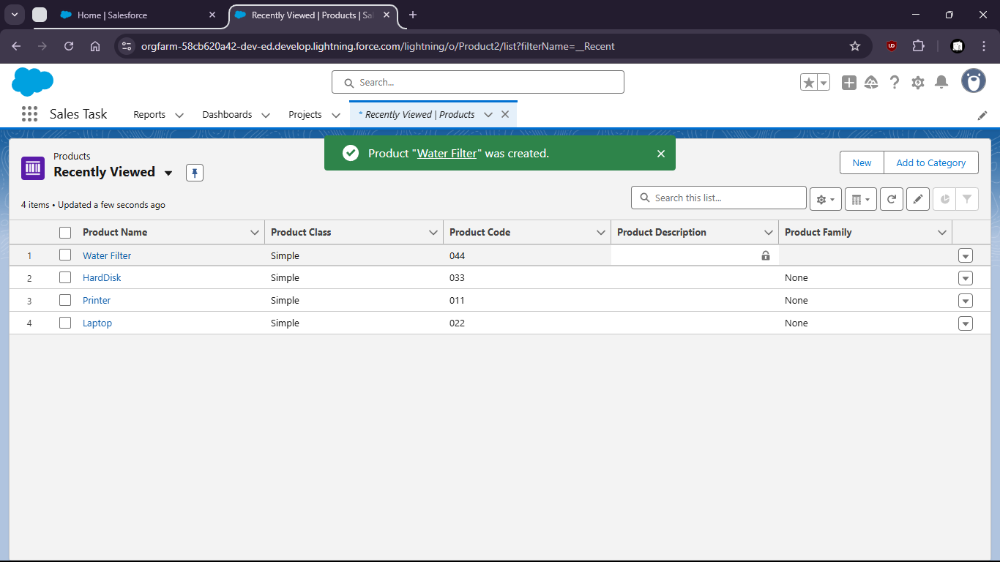 Home | Salesforce
Recently Viewed | Products | Sal
orgfarm-58cb620a42-dev-ed.develop.lightning.force.com/lightning/o/Product2/list?filterName=__Recent
Search...
Sales Task
Reports
Dashboards
Projects
* Recently Viewed | Products
Product "Water Filter" was created.
Products
Recently Viewed
New
Add to Category
4 items • Updated a few seconds ago
Search this list...
Product Name Product Class Product Code Product Description Product Family
1 Water Filter Simple 044
2 HardDisk Simple 033 None
3 Printer Simple 011 None
4 Laptop Simple 022 None